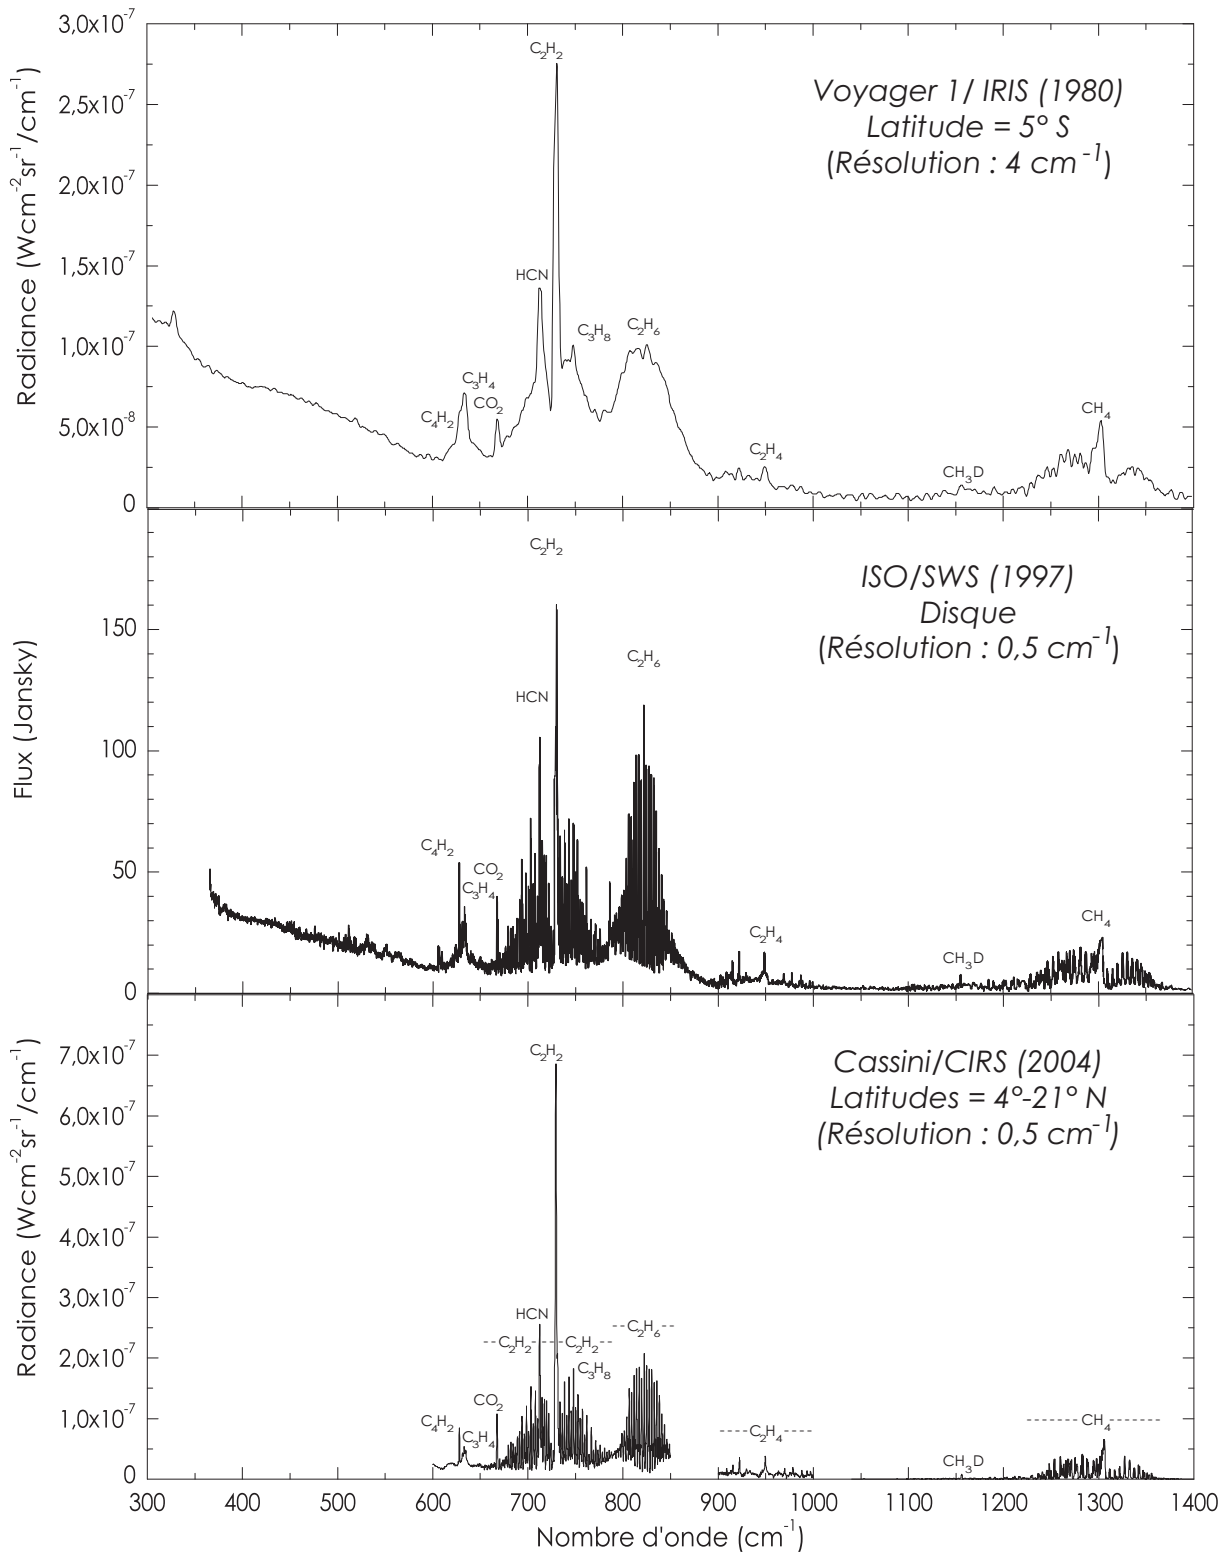 3,0x10⁻⁷
2,5x10⁻⁷
2,0x10⁻⁷
1,5x10⁻⁷
1,0x10⁻⁷
5,0x10⁻⁸
0
Radiance (Wcm⁻²sr⁻¹/cm⁻¹)
Voyager 1/ IRIS (1980)
Latitude = 5° S
(Résolution : 4 cm⁻¹)
C₂H₂
HCN
C₃H₈
C₂H₆
C₃H₄
C₄H₂
CO₂
C₂H₄
CH₃D
CH₄
150
100
50
0
Flux (Jansky)
ISO/SWS (1997)
Disque
(Résolution : 0,5 cm⁻¹)
C₂H₂
C₂H₆
HCN
C₄H₂
CO₂
C₃H₄
C₂H₄
CH₃D
CH₄
7,0x10⁻⁷
6,0x10⁻⁷
5,0x10⁻⁷
4,0x10⁻⁷
3,0x10⁻⁷
2,0x10⁻⁷
1,0x10⁻⁷
0
Radiance (Wcm⁻²sr⁻¹/cm⁻¹)
Cassini/CIRS (2004)
Latitudes = 4°-21° N
(Résolution : 0,5 cm⁻¹)
C₂H₂
HCN
C₂H₆
C₂H₂
C₂H₂
C₃H₈
CO₂
C₄H₂
C₃H₄
C₂H₄
CH₃D
CH₄
300 400 500 600 700 800 900 1000 1100 1200 1300 1400
Nombre d'onde (cm⁻¹)